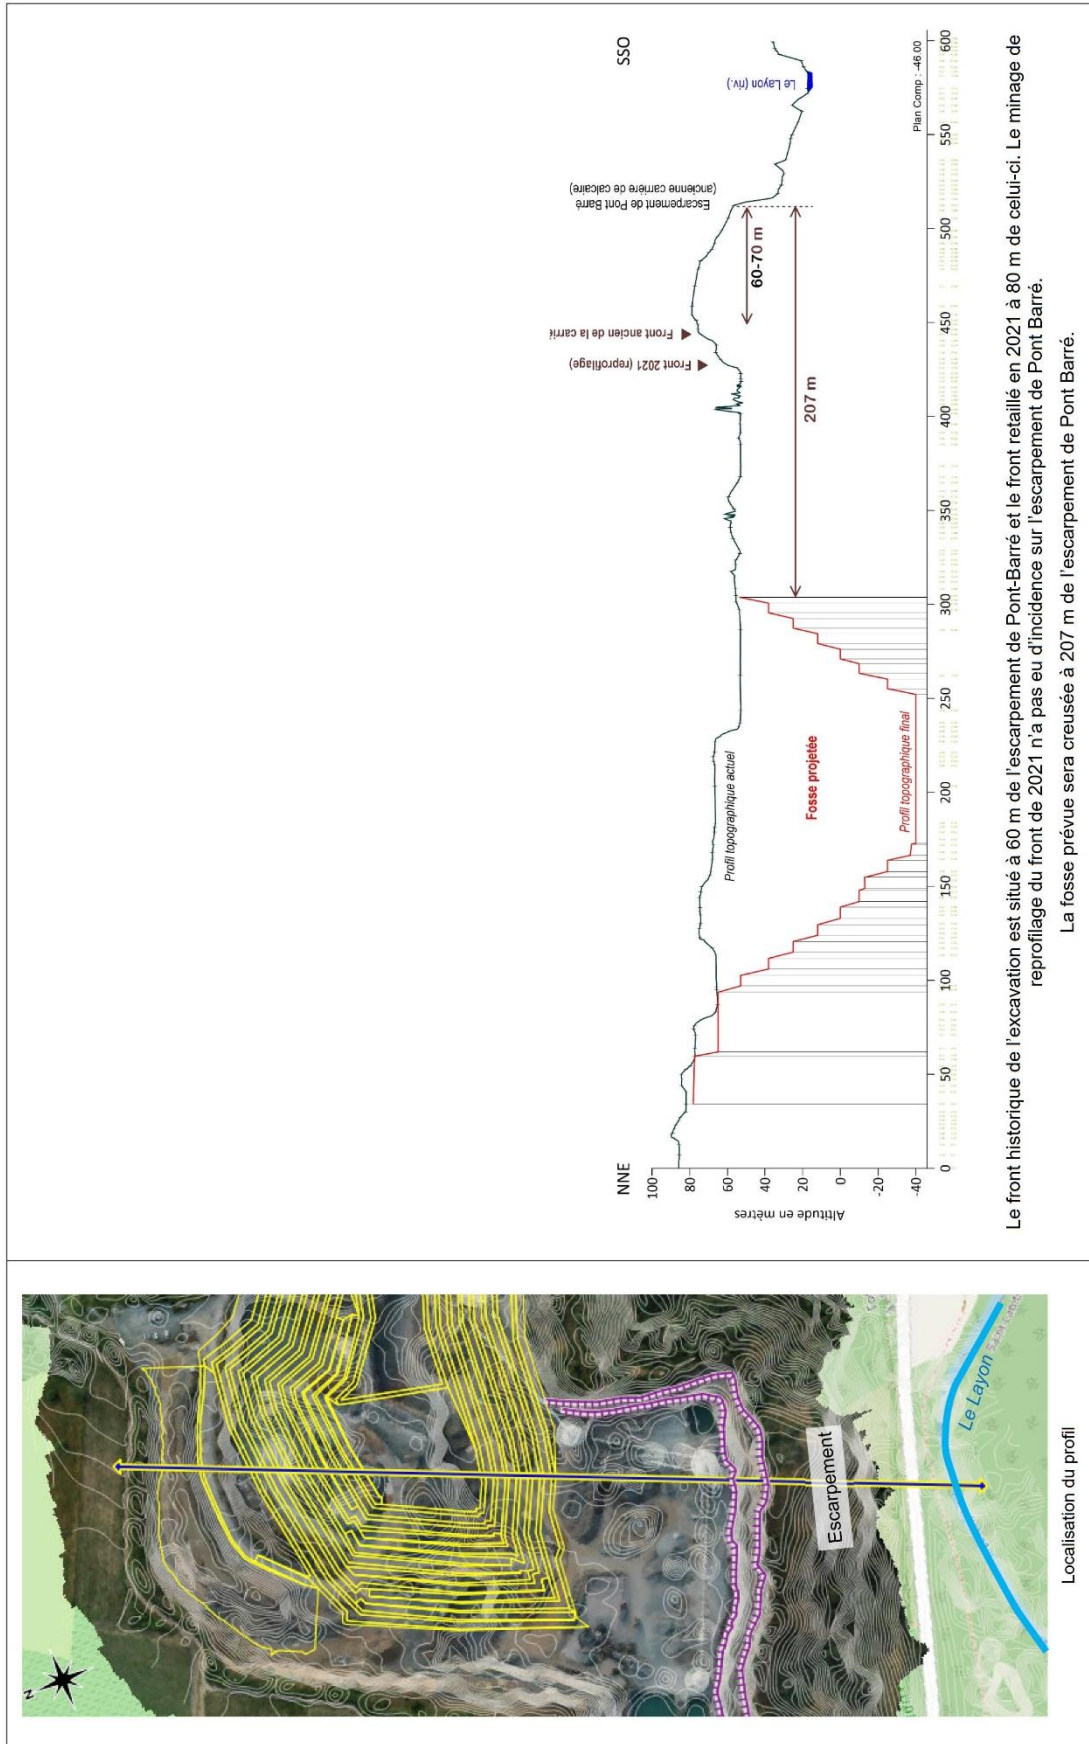 N
Escarpement
Le Layon
Localisation du profil
NNE
SSO
Altitude en mètres
100
80
60
40
20
0
-20
-40
0
50
100
150
200
250
300
350
400
450
500
550
600
Plan Comp : -46.00
Profil topographique actuel
Fosse projetée
Profil topographique final
Front 2021 (reprofilage)
Front ancien de la carriè
Escarpement de Pont Barré
(ancienne carrière de calcaire)
Le Layon (riv.)
60-70 m
207 m
Le front historique de l'excavation est situé à 60 m de l'escarpement de Pont-Barré et le front retaillé en 2021 à 80 m de celui-ci. Le minage de
reprofilage du front de 2021 n'a pas eu d'incidence sur l'escarpement de Pont Barré.
La fosse prévue sera creusée à 207 m de l'escarpement de Pont Barré.